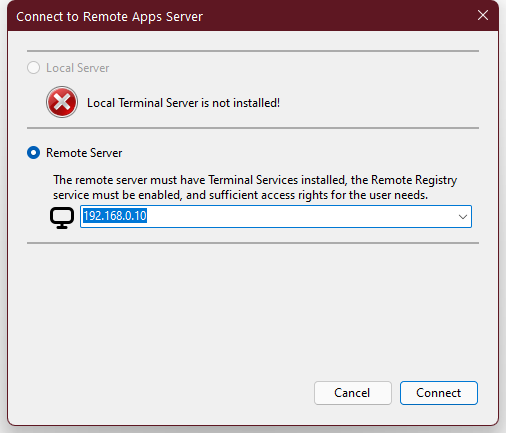 Connect to Remote Apps Server
Local Server
Local Terminal Server is not installed!
Remote Server
The remote server must have Terminal Services installed, the Remote Registry
service must be enabled, and sufficient access rights for the user needs.
192.168.0.10
Cancel
Connect